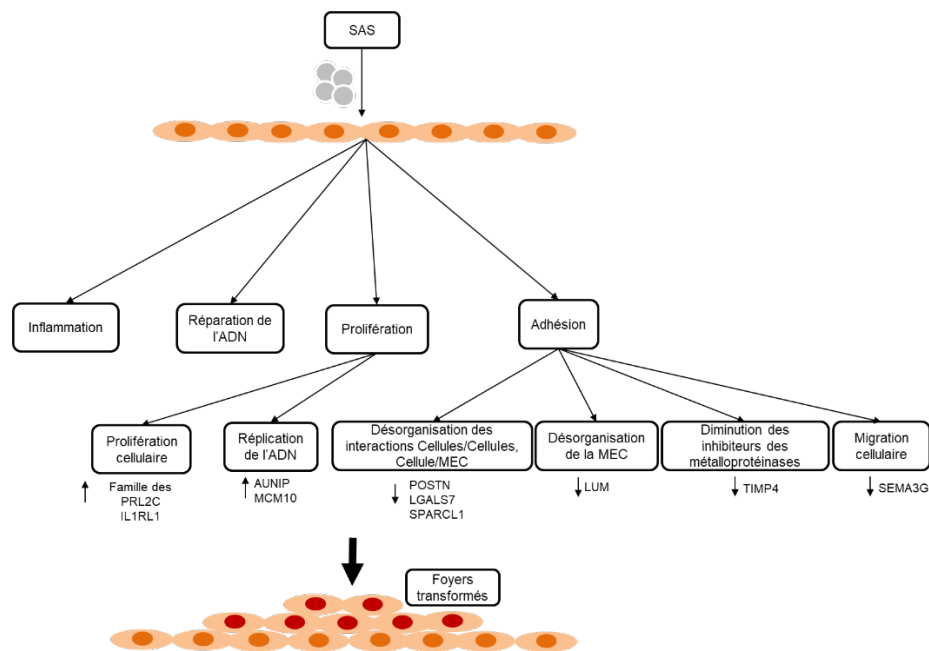 SAS
Inflammation
Réparation de
l'ADN
Prolifération
Adhésion
Prolifération
cellulaire
Réplication
de l'ADN
Désorganisation des
interactions Cellules/Cellules,
Cellule/MEC
Désorganisation
de la MEC
Diminution des
inhibiteurs des
métalloprotéinases
Migration
cellulaire
Famille des
PRL2C
IL1RL1
AUNIP
MCM10
POSTN
LGALS7
SPARCL1
LUM
TIMP4
SEMA3G
Foyers
transformés